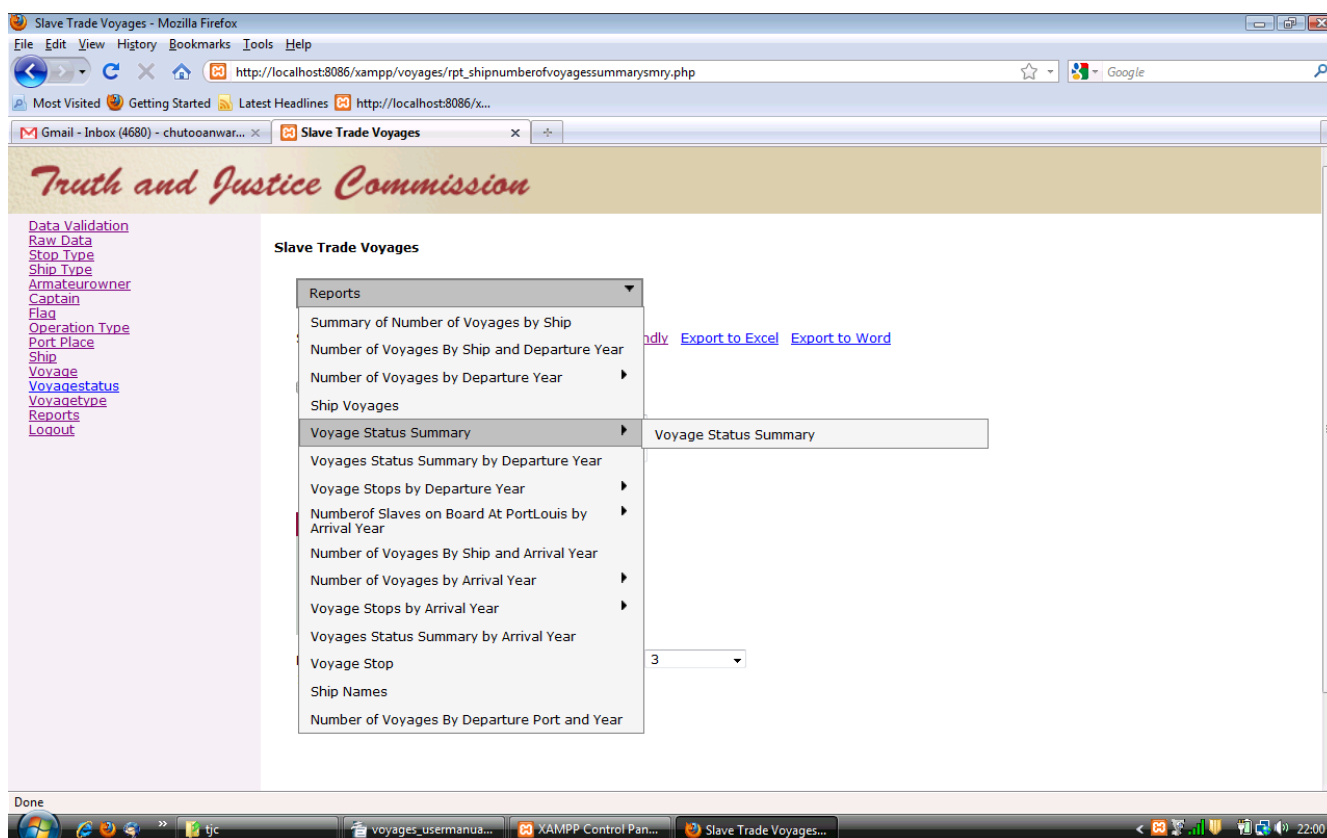 Slave Trade Voyages - Mozilla Firefox
File Edit View History Bookmarks Tools Help
http://localhost:8086/xampp/voyages/rpt_shipnumberofvoyagessummarysmry.php
Google
Most Visited Getting Started Latest Headlines http://localhost:8086/x...
Gmail - Inbox (4680) - chutooanwar... Slave Trade Voyages
Truth and Justice Commission
Data Validation
Raw Data
Stop Type
Ship Type
Armateurowner
Captain
Flag
Operation Type
Port Place
Ship
Voyage
Voyagestatus
Voyagetype
Reports
Logout
Slave Trade Voyages
Reports
Summary of Number of Voyages by Ship
ndly Export to Excel Export to Word
Number of Voyages By Ship and Departure Year
Number of Voyages by Departure Year
Ship Voyages
Voyage Status Summary
Voyage Status Summary
Voyages Status Summary by Departure Year
Voyage Stops by Departure Year
Numberof Slaves on Board At PortLouis by
Arrival Year
Number of Voyages By Ship and Arrival Year
Number of Voyages by Arrival Year
Voyage Stops by Arrival Year
Voyages Status Summary by Arrival Year
Voyage Stop
3
Ship Names
Number of Voyages By Departure Port and Year
Done
tjc voyages_usermanua... XAMPP Control Pan... Slave Trade Voyages... 22:00